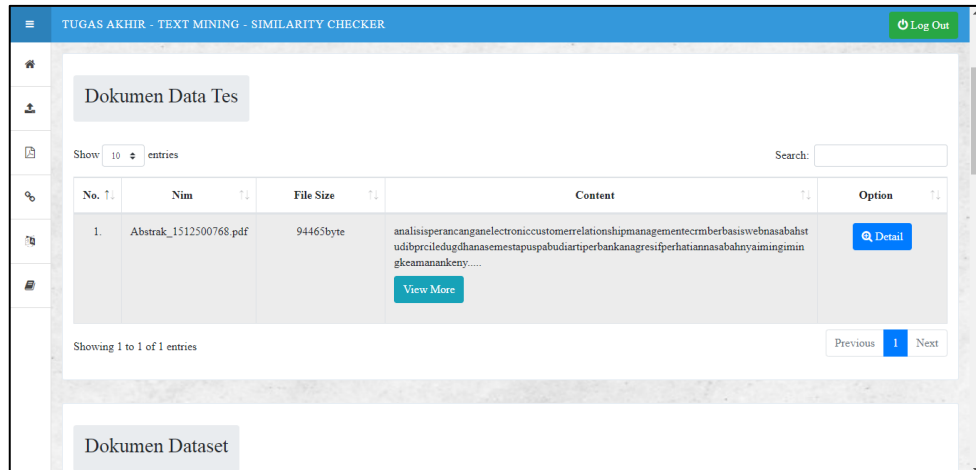 TUGAS AKHIR - TEXT MINING - SIMILARITY CHECKER
Log Out
Dokumen Data Tes
Show 10 entries
Search:
No. Nim File Size Content Option
1. Abstrak_1512500768.pdf 94465byte analisisperancanganelectroniccustomerrelationshipmanagementecrmberbasiswebnasabahst
udibprciledugdhanasemestapuspabudiartiperbankanagresifperhatiannasabahnyaimingimin
gkeamanankeny.....
Detail
View More
Showing 1 to 1 of 1 entries
Previous 1 Next
Dokumen Dataset